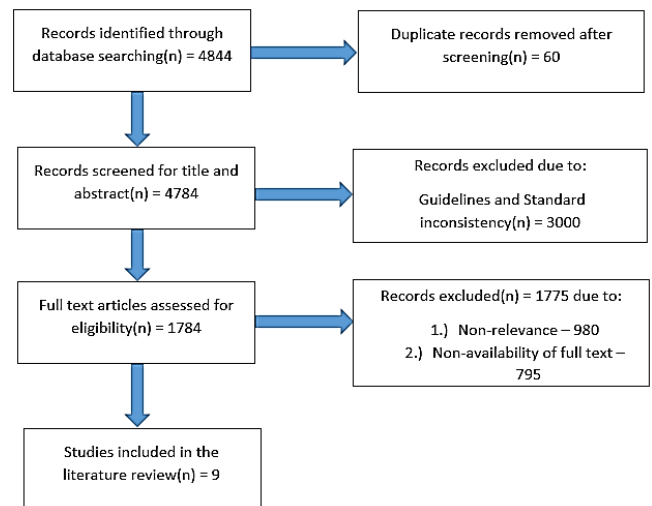 Records identified through
database searching(n) = 4844
Duplicate records removed after
screening(n) = 60
Records screened for title and
abstract(n) = 4784
Records excluded due to:
Guidelines and Standard
inconsistency(n) = 3000
Full text articles assessed for
eligibility(n) = 1784
Records excluded(n) = 1775 due to:
1.) Non-relevance – 980
2.) Non-availability of full text –
795
Studies included in the
literature review(n) = 9